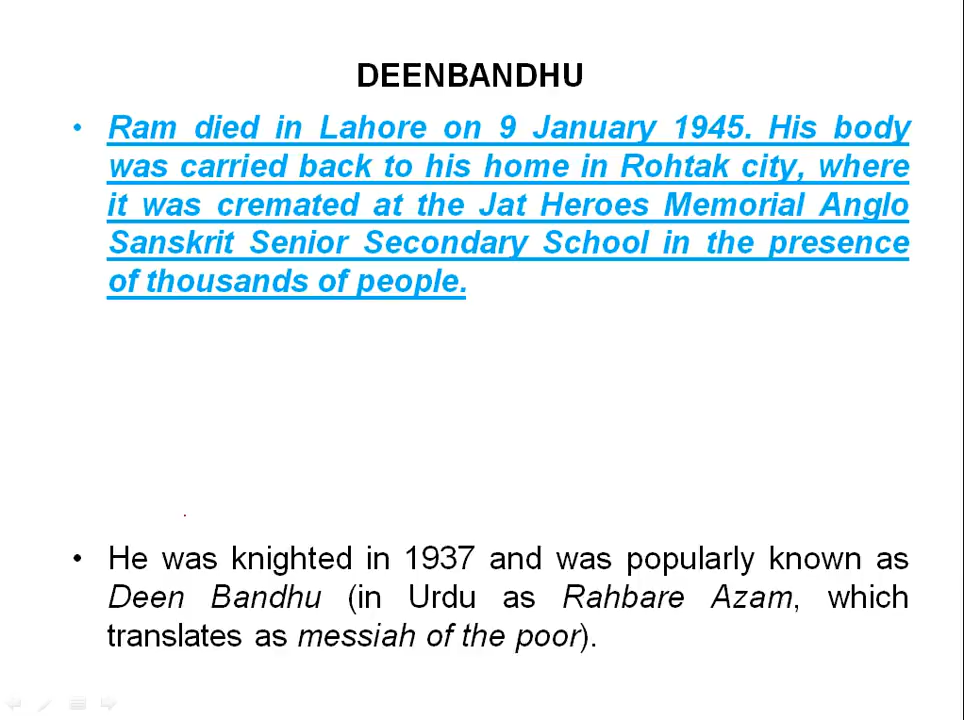 DEENBANDHU
• Ram died in Lahore on 9 January 1945. His body
was carried back to his home in Rohtak city, where
it was cremated at the Jat Heroes Memorial Anglo
Sanskrit Senior Secondary School in the presence
of thousands of people.
• He was knighted in 1937 and was popularly known as
Deen Bandhu (in Urdu as Rahbare Azam, which
translates as messiah of the poor).